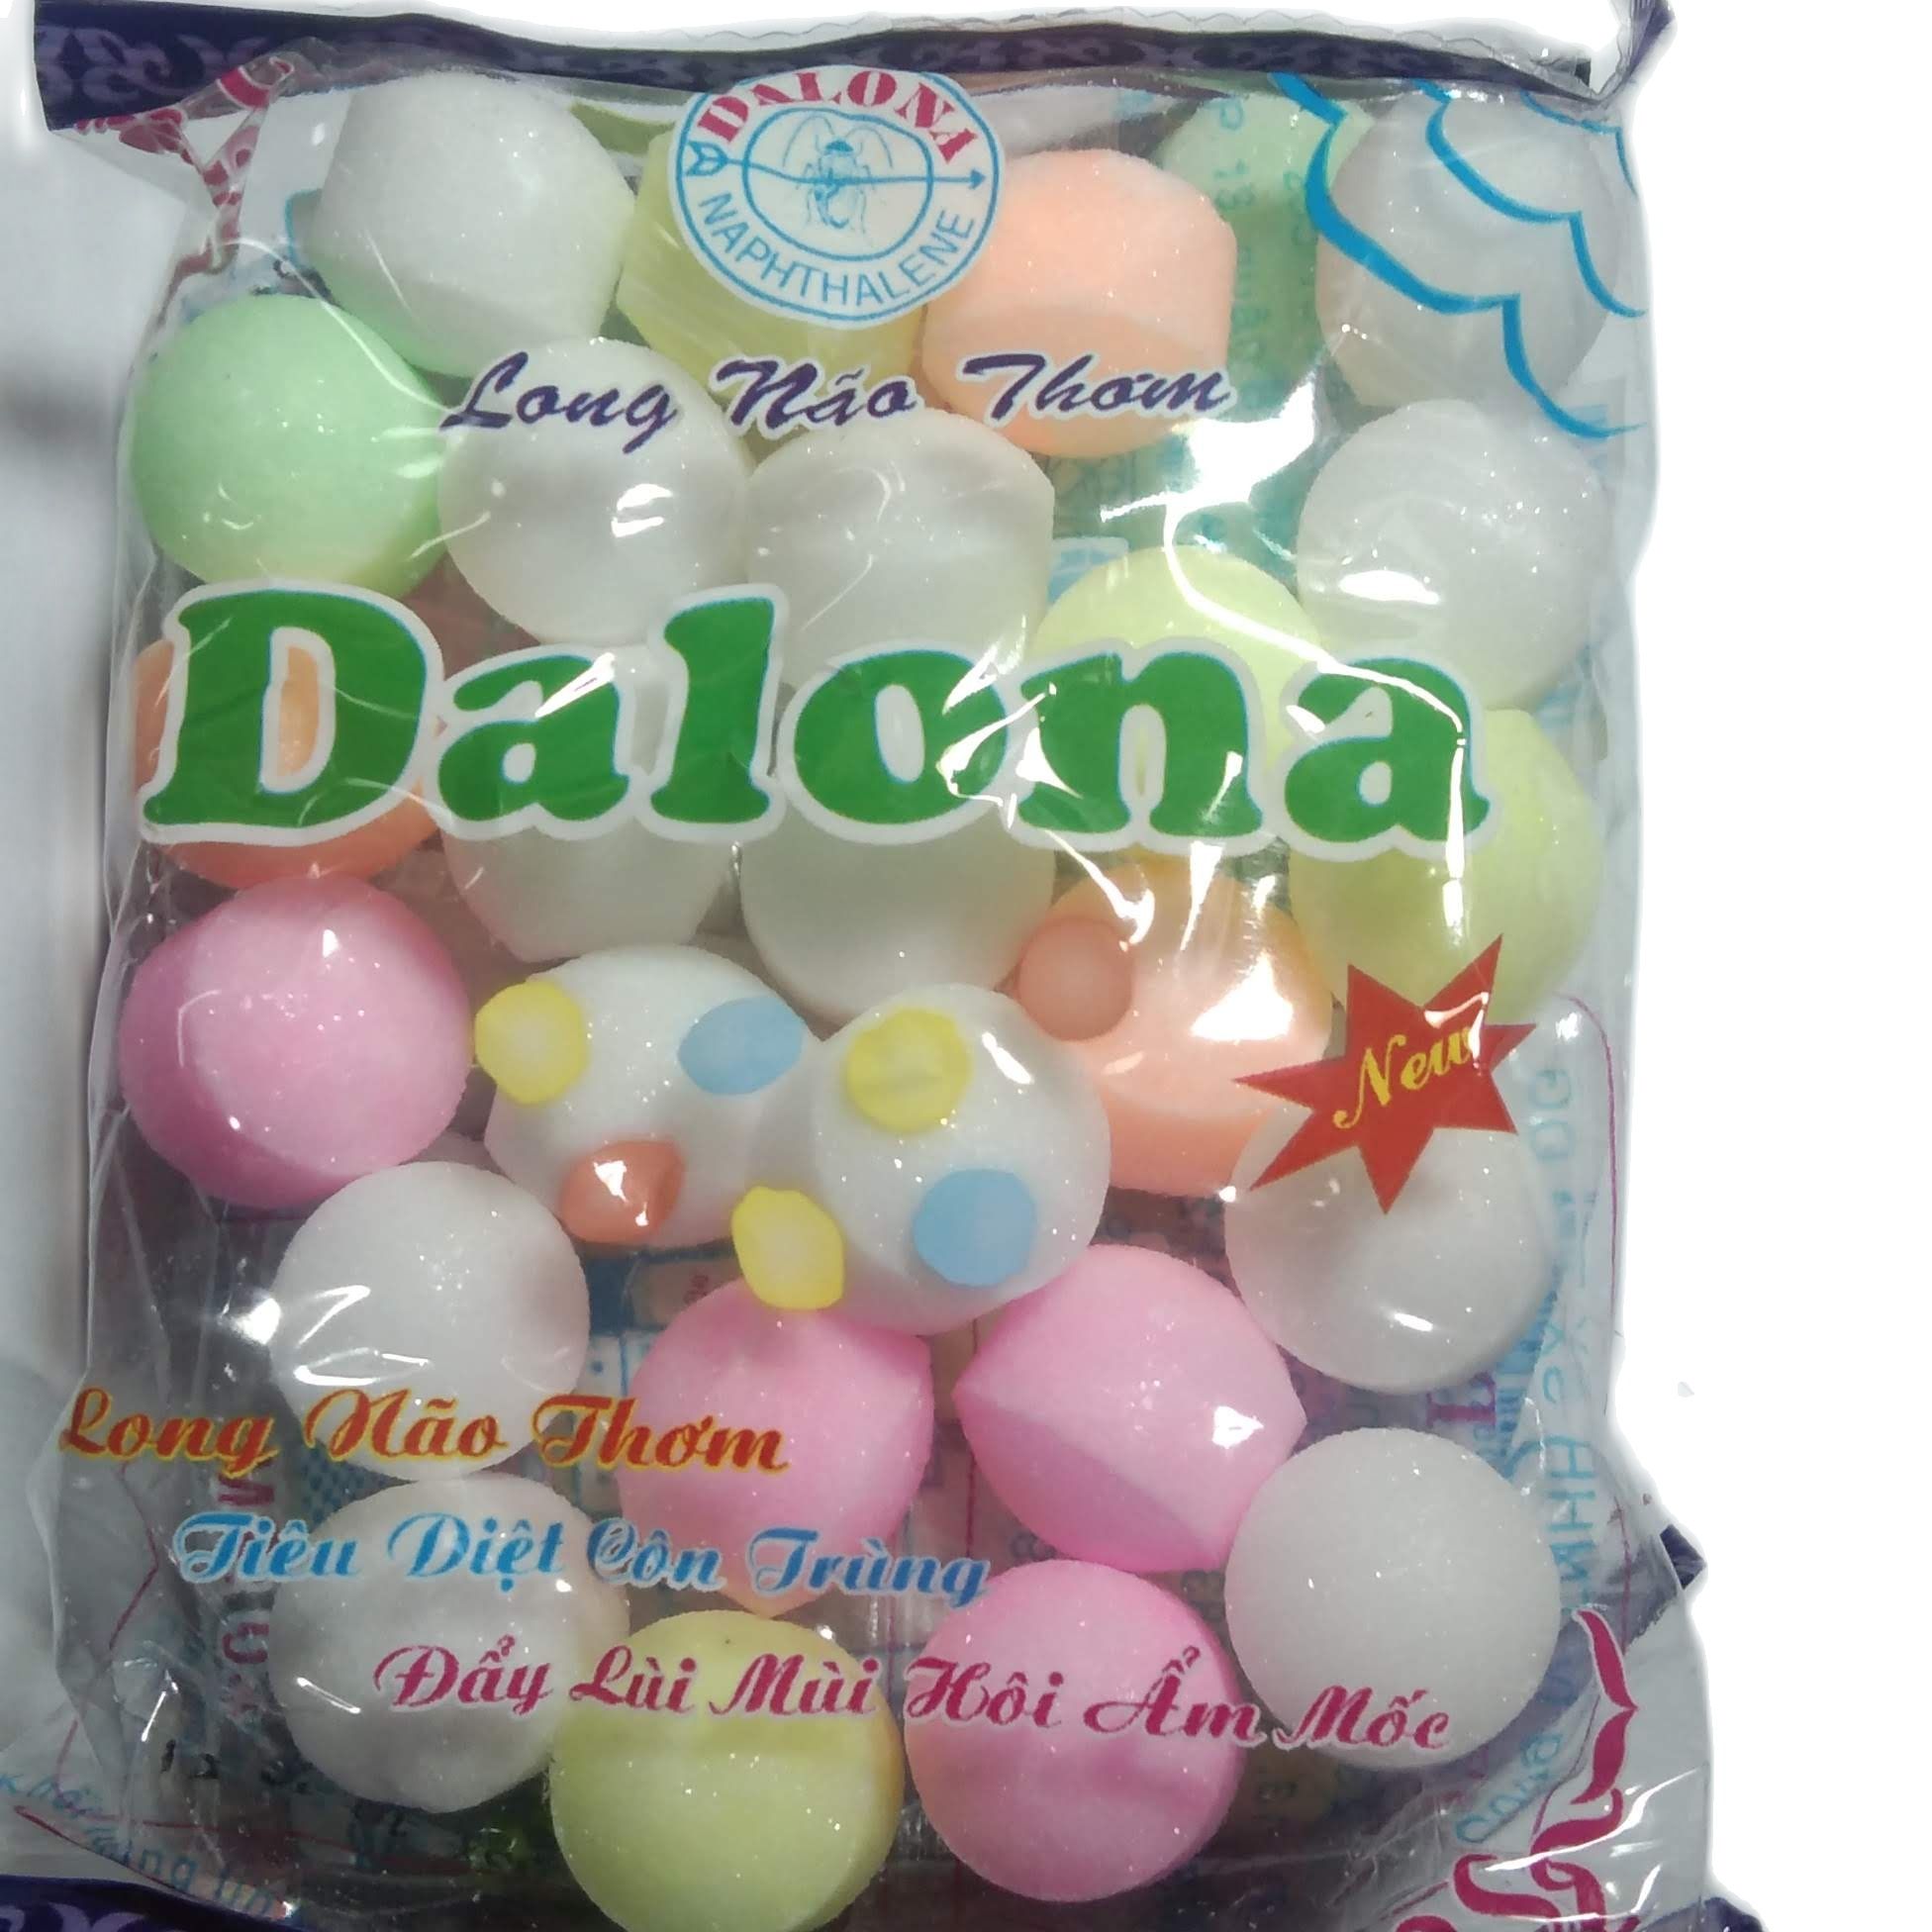 DALONA
NAPHTHALENE
Long Não Thơm
Dalona
New
Long Não Thơm
Tiêu Diệt Côn Trùng
Đẩy Lùi Mùi Hôi Ẩm Mốc